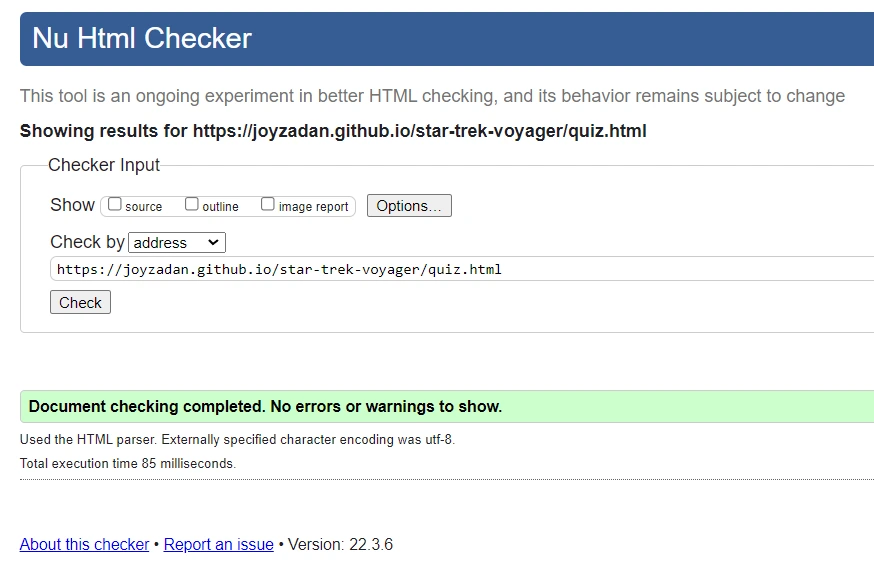 Nu Html Checker
This tool is an ongoing experiment in better HTML checking, and its behavior remains subject to change
Showing results for https://joyzadan.github.io/star-trek-voyager/quiz.html
Checker Input
Show source outline image report Options...
Check by address
https://joyzadan.github.io/star-trek-voyager/quiz.html
Check
Document checking completed. No errors or warnings to show.
Used the HTML parser. Externally specified character encoding was utf-8.
Total execution time 85 milliseconds.
About this checker • Report an issue • Version: 22.3.6